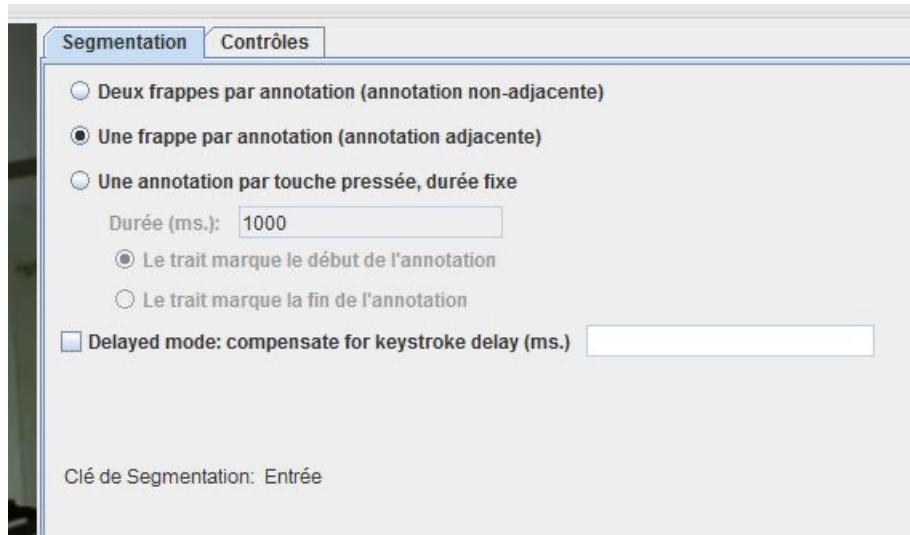 Segmentation Contrôles
Deux frappes par annotation (annotation non-adjacente)
Une frappe par annotation (annotation adjacente)
Une annotation par touche pressée, durée fixe
Durée (ms.): 1000
Le trait marque le début de l'annotation
Le trait marque la fin de l'annotation
Delayed mode: compensate for keystroke delay (ms.)
Clé de Segmentation: Entrée